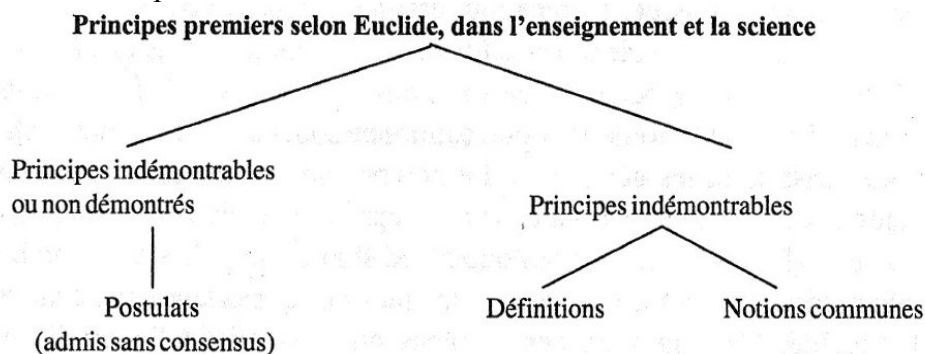 Principes premiers selon Euclide, dans l'enseignement et la science
Principes indémontrables
ou non démontrés
Principes indémontrables
Postulats
(admis sans consensus)
Définitions
Notions communes